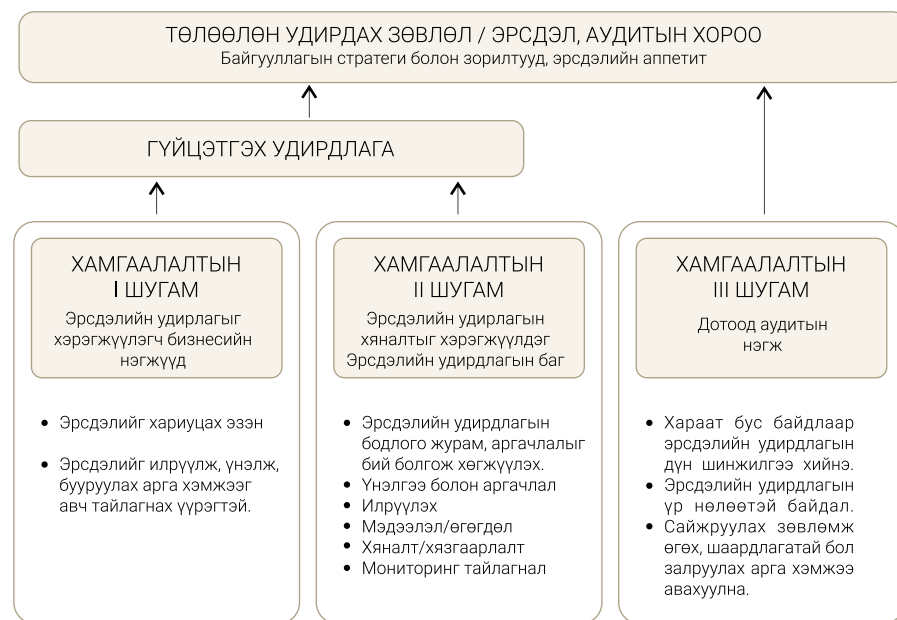 ТӨЛӨӨЛӨН УДИРДАХ ЗӨВЛӨЛ / ЭРСДЭЛ, АУДИТЫН ХОРОО
Байгууллагын стратеги болон зорилтууд, эрсдэлийн аппетит
ГҮЙЦЭТГЭХ УДИРДЛАГА
ХАМГААЛАЛТЫН
I ШУГАМ
Эрсдэлийн удирлагыг
хэрэгжүүлэгч бизнесийн
нэгжүүд
• Эрсдэлийг хариуцах эзэн
• Эрсдэлийг илрүүлж, үнэлж,
бууруулах арга хэмжээг
авч тайлагнах үүрэгтэй.
ХАМГААЛАЛТЫН
II ШУГАМ
Эрсдэлийн удирлагын
хяналтыг хэрэгжүүлдэг
Эрсдэлийн удирдлагын баг
• Эрсдэлийн удирдлагын
бодлого журам, аргачлалыг
бий болгож хөгжүүлэх.
• Үнэлгээ болон аргачлал
• Илрүүлэх
• Мэдээлэл/өгөгдөл
• Хяналт/хязгаарлалт
• Мониторинг тайлагнал
ХАМГААЛАЛТЫН
III ШУГАМ
Дотоод аудитын
нэгж
• Хараат бус байдлаар
эрсдэлийн удирдлагын
дүн шинжилгээ хийнэ.
• Эрсдэлийн удирдлагын
үр нөлөөтэй байдал.
• Сайжруулах зөвлөмж
өгөх, шаардлагатай бол
залруулах арга хэмжээ
авахуулна.